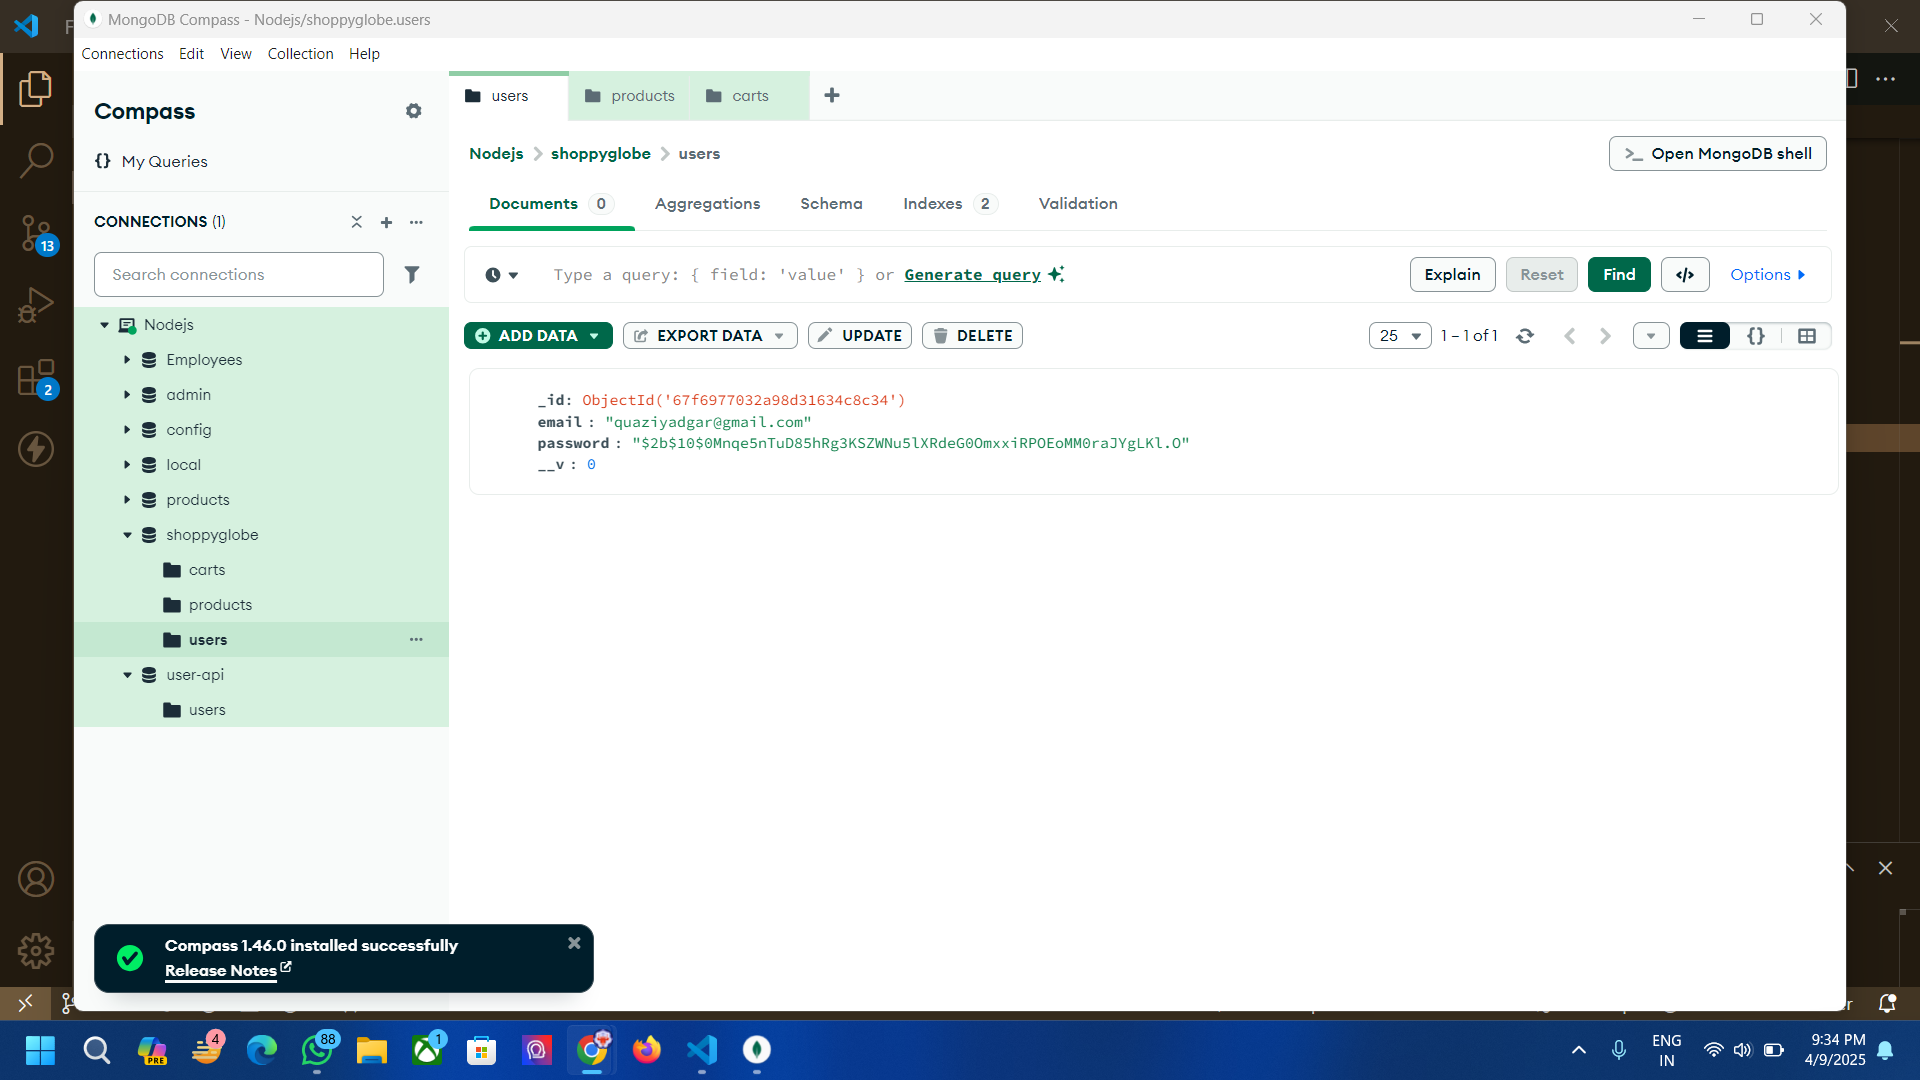 MongoDB Compass - Nodejs/shoppyglobe.users
Connections Edit View Collection Help
Compass
{} My Queries
CONNECTIONS (1)
Search connections
Nodejs
Employees
admin
config
local
products
shoppyglobe
carts
products
users
user-api
users
users products carts
Nodejs > shoppyglobe > users
>_ Open MongoDB shell
Documents 0 Aggregations Schema Indexes 2 Validation
Type a query: { field: 'value' } or Generate query
Explain Reset Find </> Options
ADD DATA EXPORT DATA UPDATE DELETE
25 1 – 1 of 1 {}
_id: ObjectId('67f6977032a98d31634c8c34')
email : "quaziyadgar@gmail.com"
password : "$2b$10$0Mnqe5nTuD85hRg3KSZWNu5lXRdeG0OmxxiRPOEoMM0raJYgLKl.O"
__v : 0
Compass 1.46.0 installed successfully
Release Notes
13
2
PRE
4
88
1
ENG
IN
9:34 PM
4/9/2025